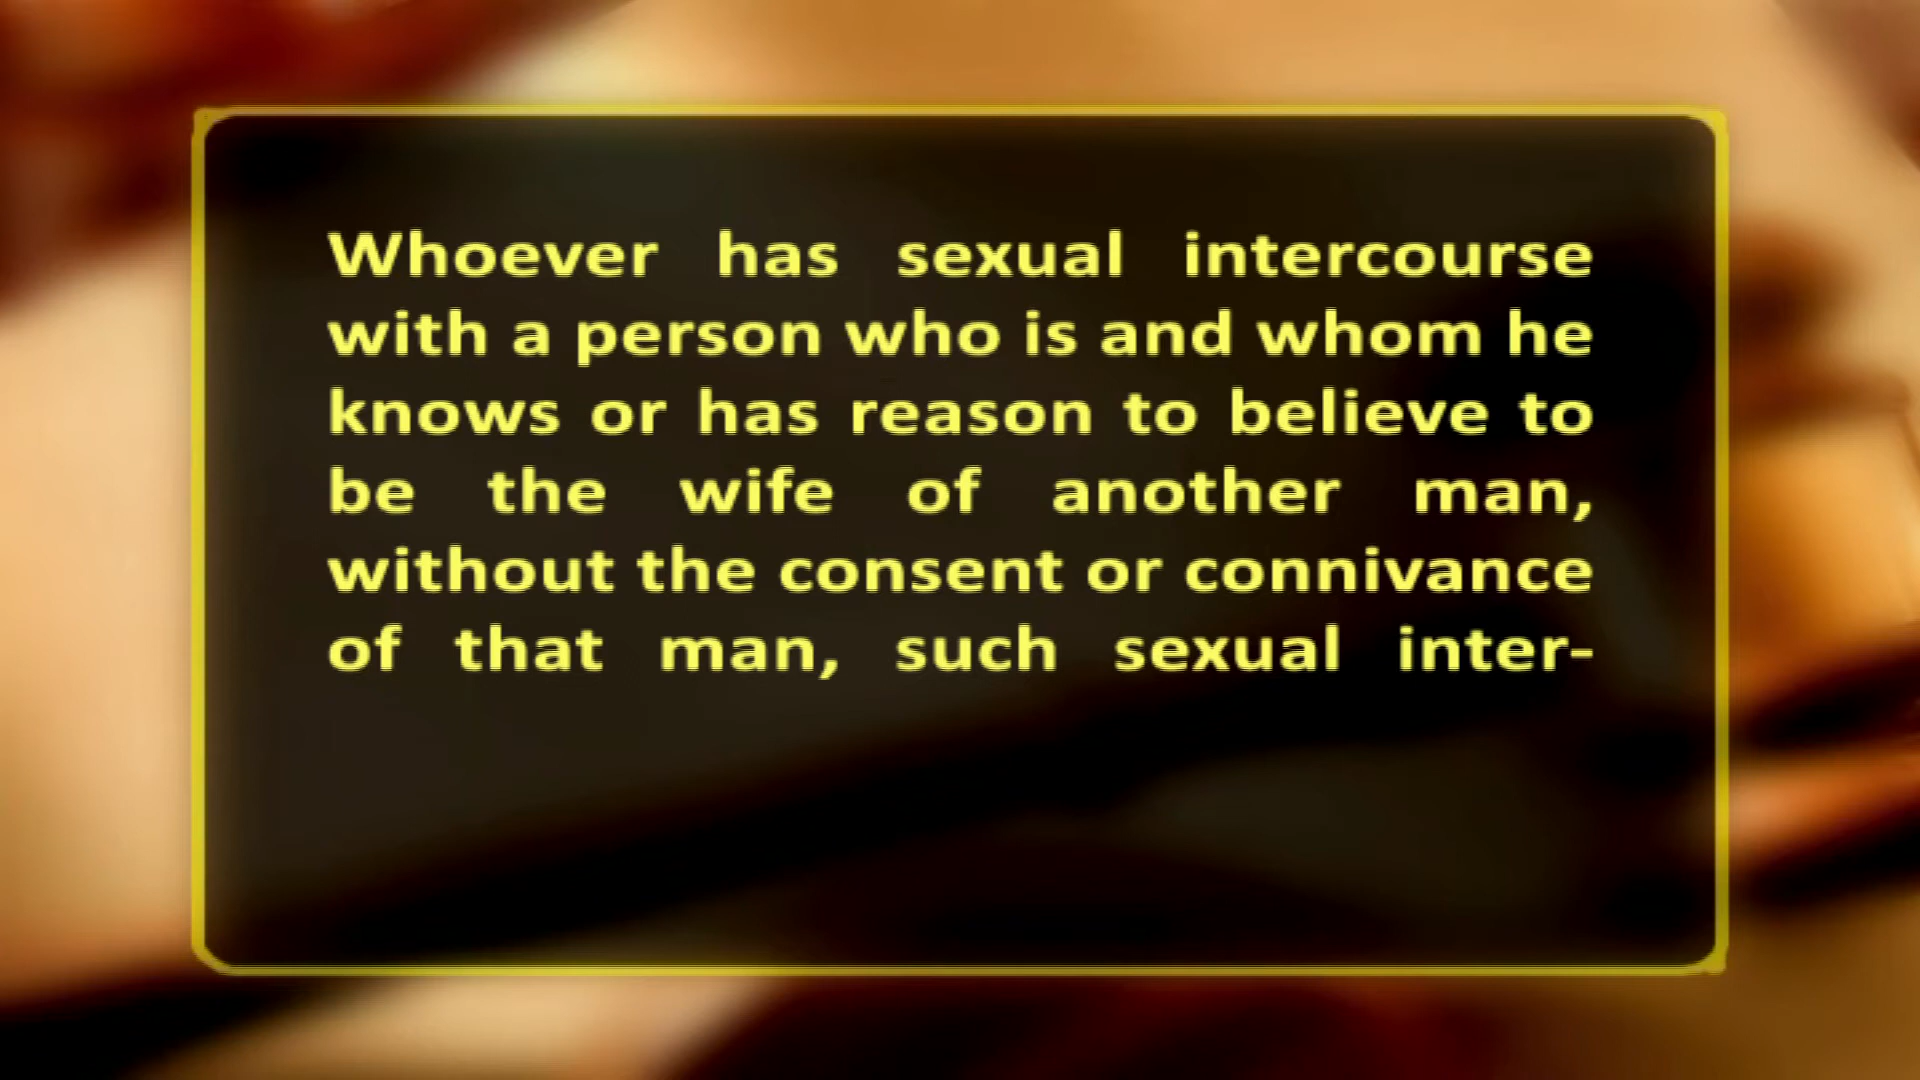 Whoever has sexual intercourse
with a person who is and whom he
knows or has reason to believe to
be the wife of another man,
without the consent or connivance
of that man, such sexual inter-